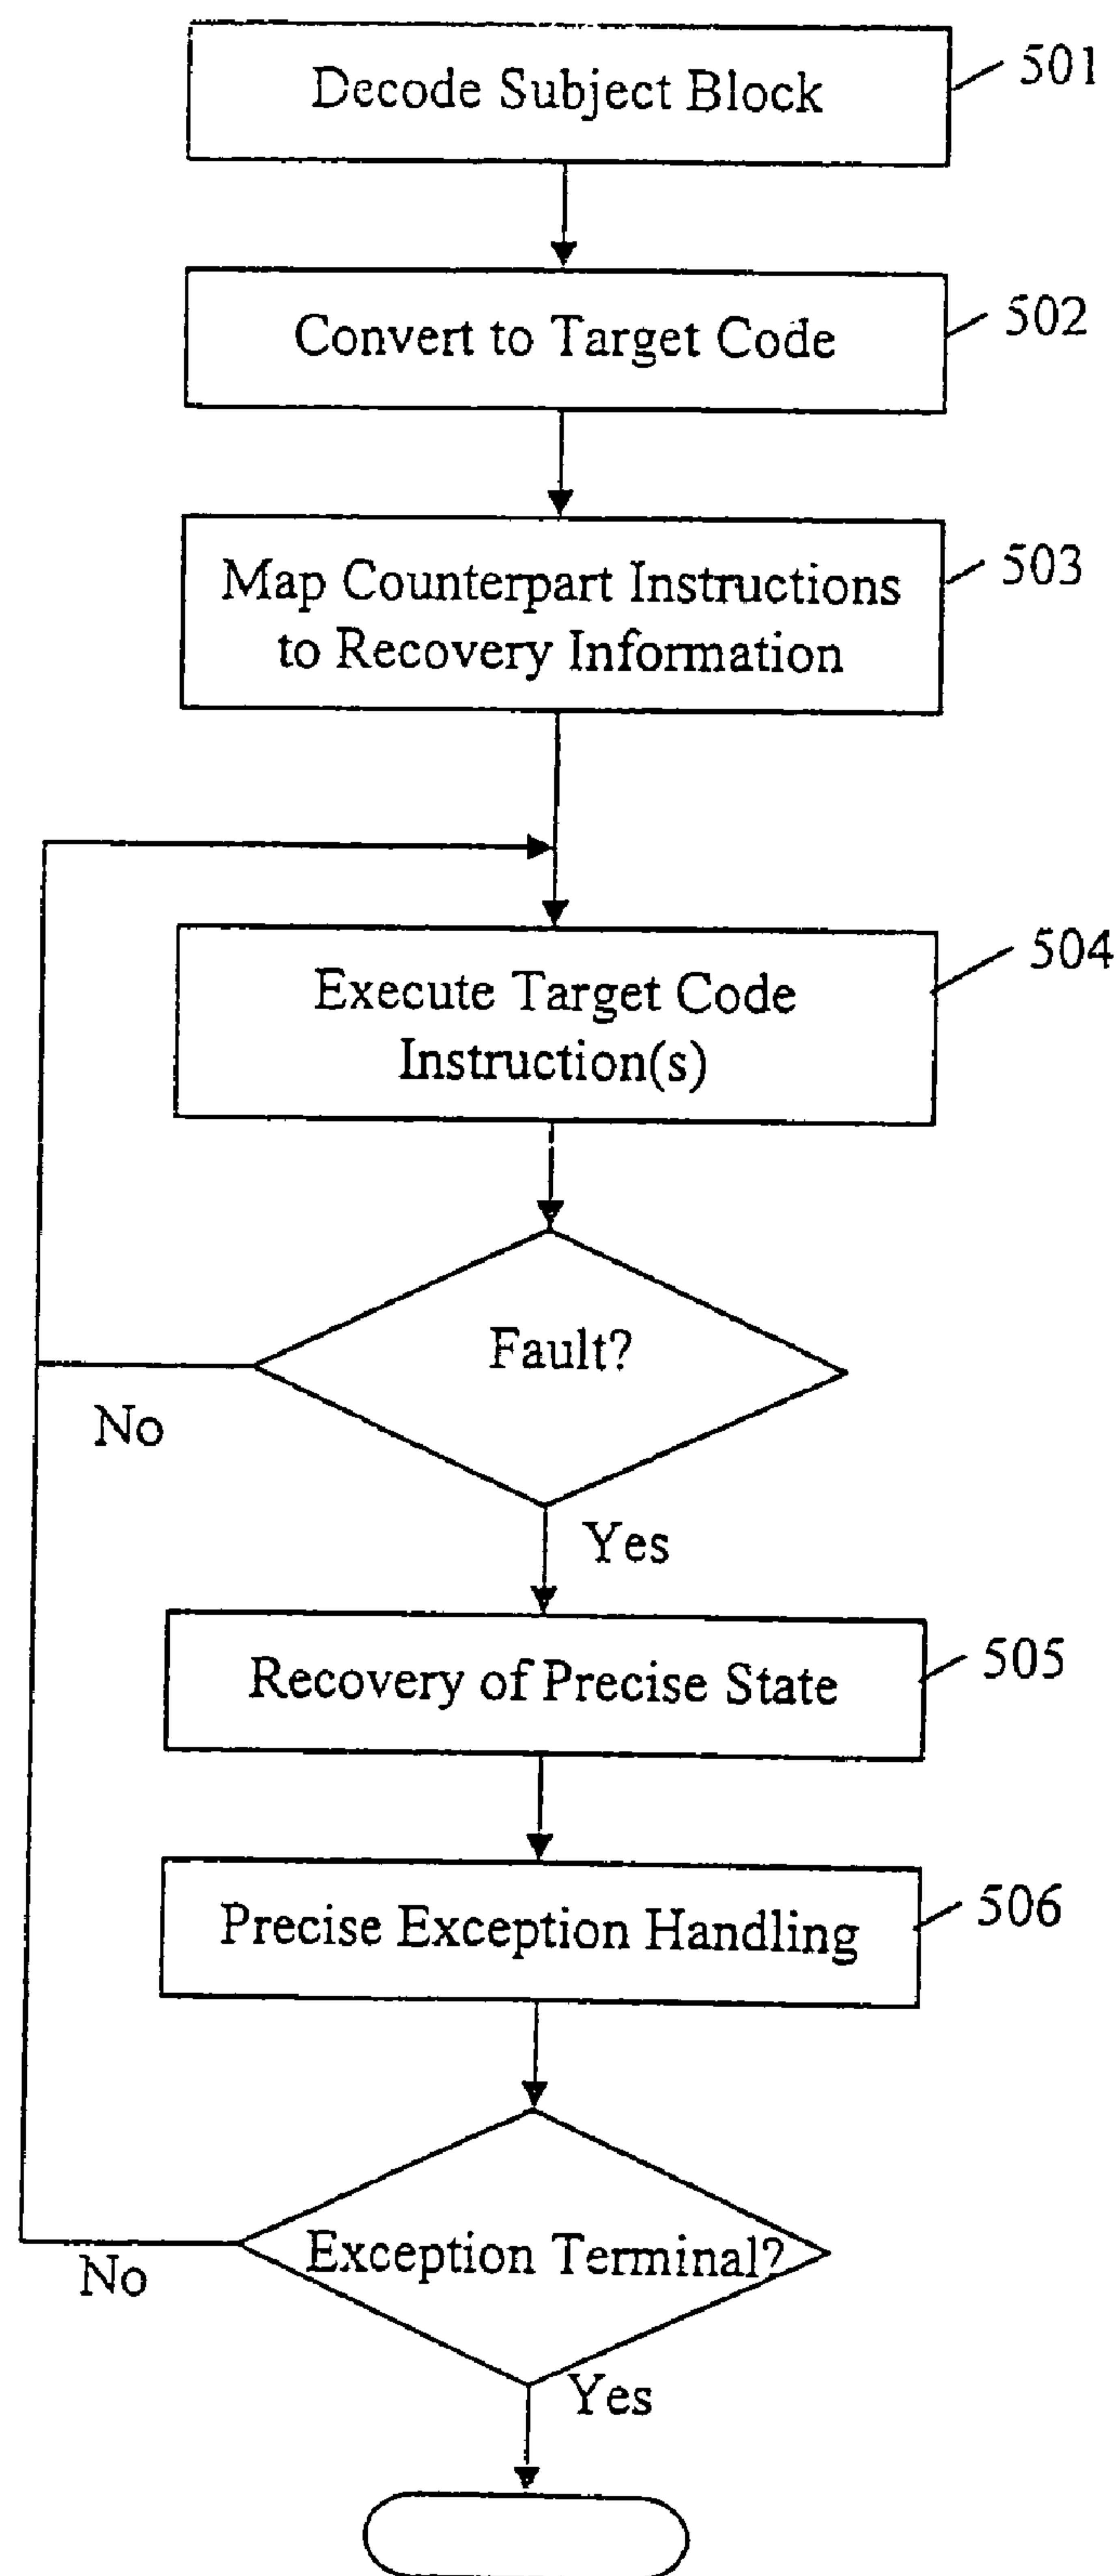 Decode Subject Block
501
Convert to Target Code
502
Map Counterpart Instructions
to Recovery Information
503
Execute Target Code
Instruction(s)
504
Fault?
No
Yes
Recovery of Precise State
505
Precise Exception Handling
506
Exception Terminal?
No
Yes